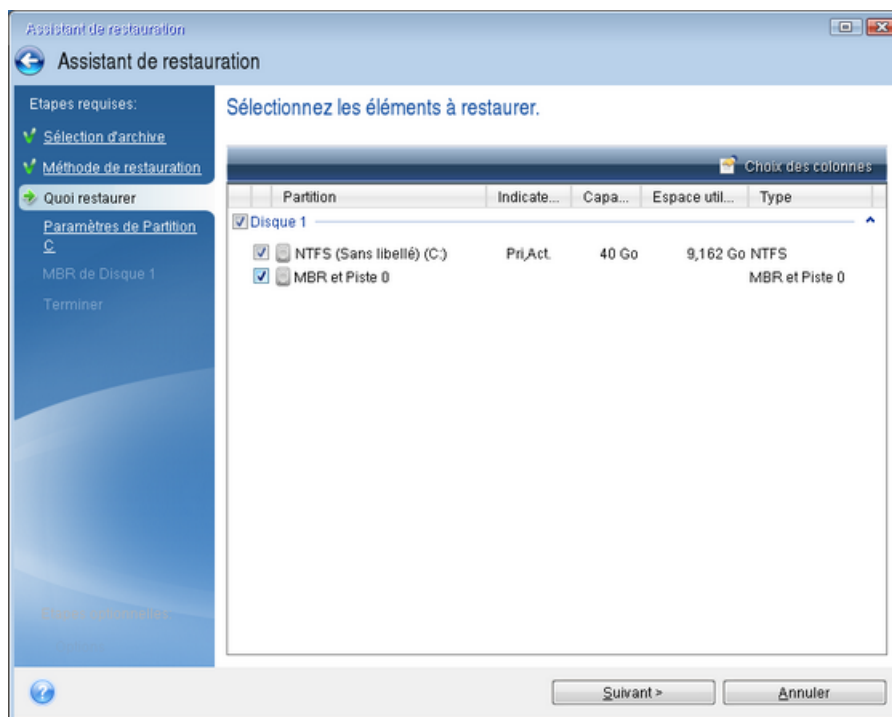 Assistant de restauration
Assistant de restauration
Etapes requises:
Sélection d'archive
Méthode de restauration
Quoi restaurer
Paramètres de Partition
C
MBR de Disque 1
Terminer
Sélectionnez les éléments à restaurer.
Choix des colonnes
Partition Indicate... Capa... Espace util... Type
Disque 1
NTFS (Sans libellé) (C:) Pri,Act. 40 Go 9,162 Go NTFS
MBR et Piste 0 MBR et Piste 0
Suivant >
Annuler